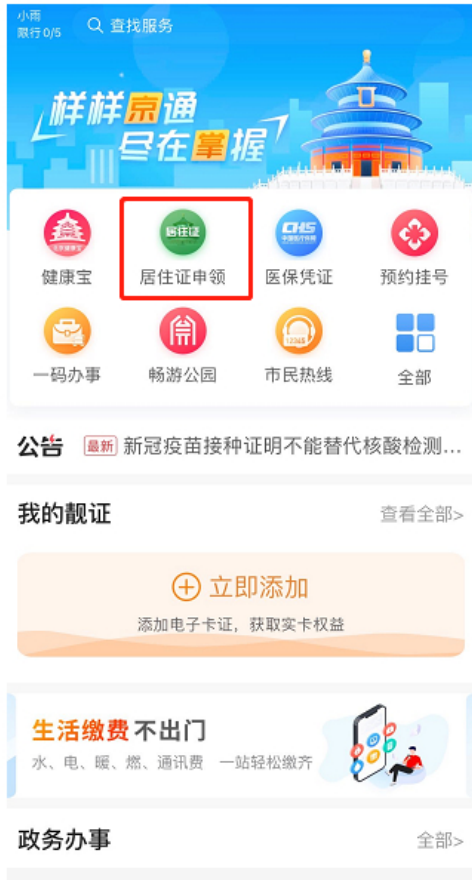 小雨
限行 0/5
查找服务
样样京通
尽在掌握
居住证
CHS
健康宝
居住证申领
医保凭证
预约挂号
12345
一码办事
畅游公园
市民热线
全部
公告
最新
新冠疫苗接种证明不能替代核酸检测...
我的靓证
查看全部>
立即添加
添加电子卡证，获取实卡权益
生活缴费不出门
水、电、暖、燃、通讯费 一站轻松缴齐
政务办事
全部>